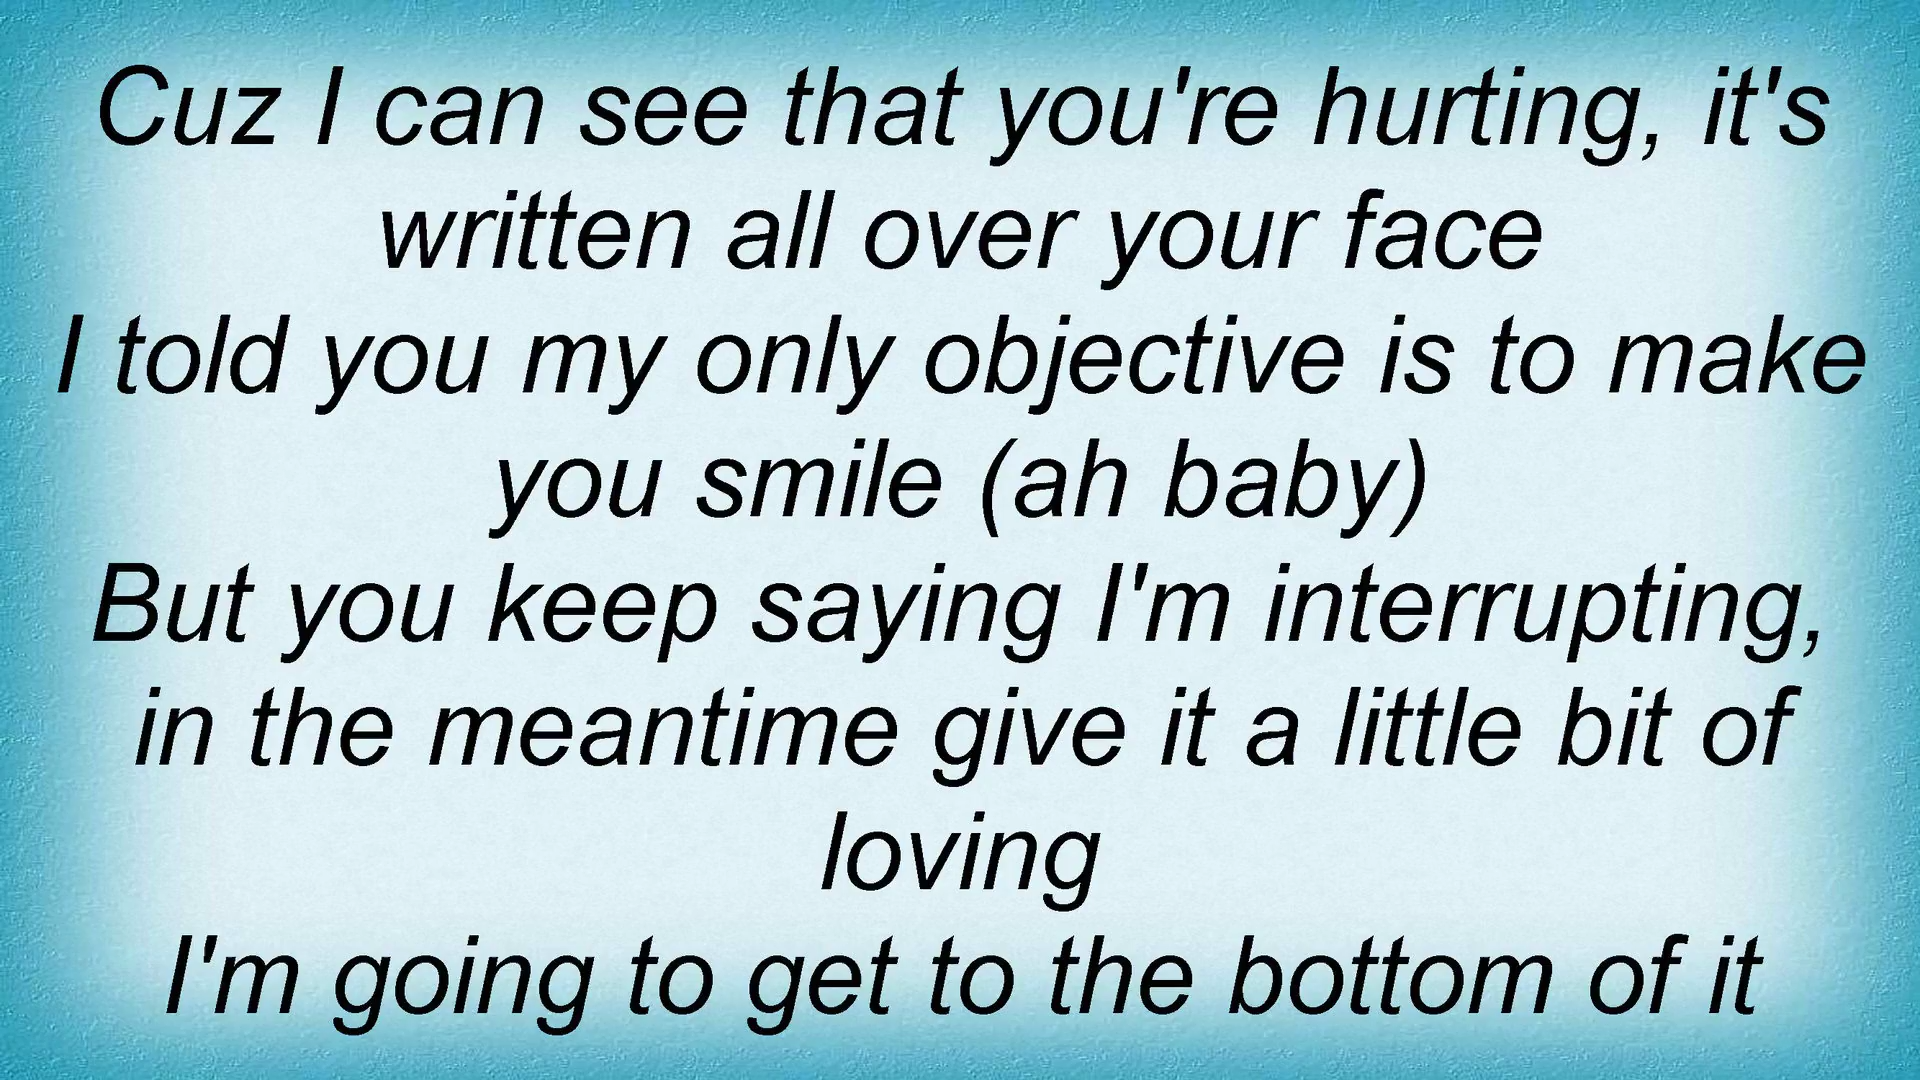 Cuz I can see that you're hurting, it's
written all over your face
I told you my only objective is to make
you smile (ah baby)
But you keep saying I'm interrupting,
in the meantime give it a little bit of
loving
I'm going to get to the bottom of it